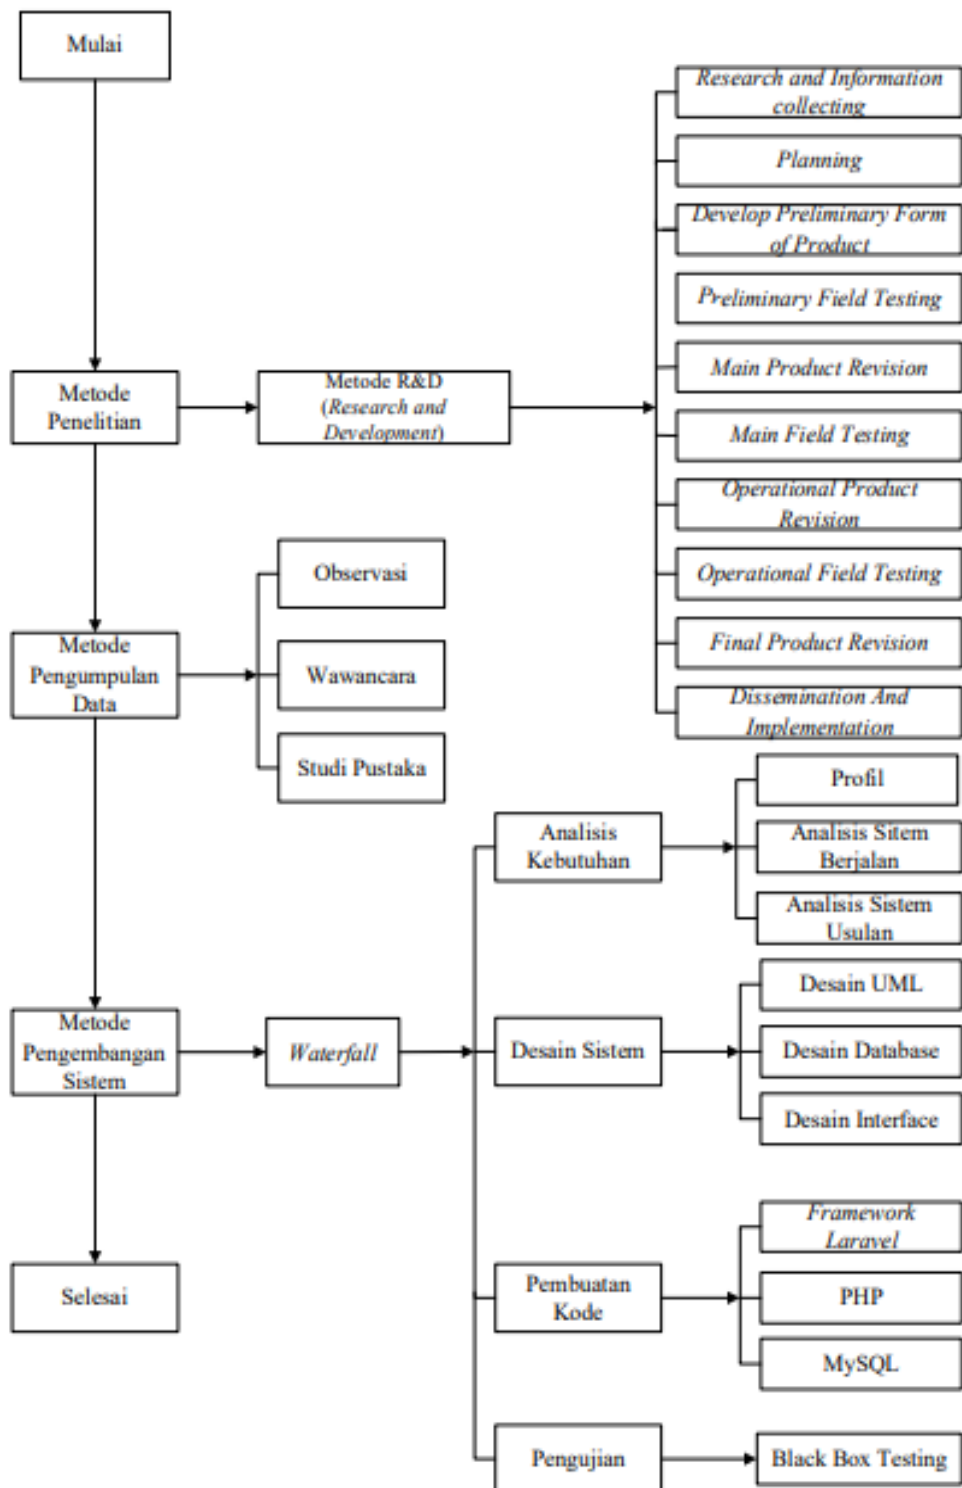 Mulai
Research and Information
collecting
Planning
Develop Preliminary Form
of Product
Preliminary Field Testing
Main Product Revision
Metode
Penelitian
Metode R&D
(Research and
Development)
Main Field Testing
Operational Product
Revision
Operational Field Testing
Final Product Revision
Dissemination And
Implementation
Metode
Pengumpulan
Data
Observasi
Wawancara
Studi Pustaka
Metode
Pengembangan
Sistem
Waterfall
Analisis
Kebutuhan
Profil
Analisis Sitem
Berjalan
Analisis Sistem
Usulan
Desain Sistem
Desain UML
Desain Database
Desain Interface
Pembuatan
Kode
Framework
Laravel
PHP
MySQL
Pengujian
Black Box Testing
Selesai